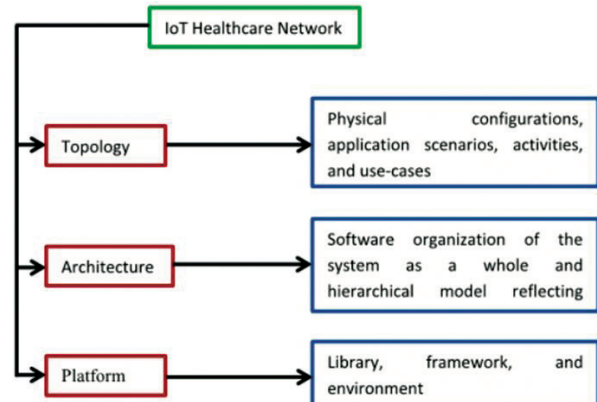 IoT Healthcare Network
Topology
Physical configurations,
application scenarios, activities,
and use-cases
Architecture
Software organization of the
system as a whole and
hierarchical model reflecting
Platform
Library, framework, and
environment